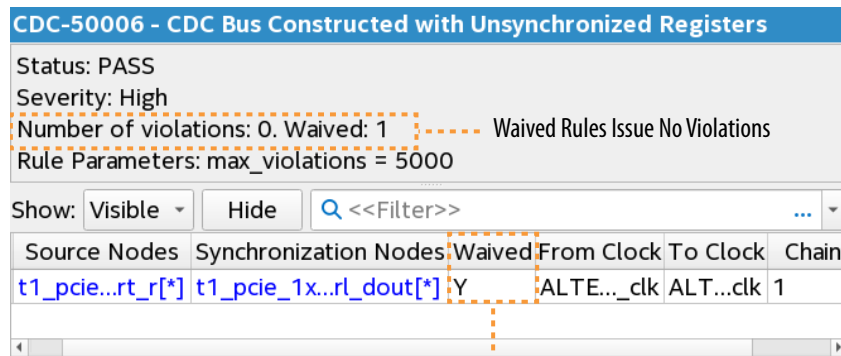 CDC-50006 - CDC Bus Constructed with Unsynchronized Registers
Status: PASS
Severity: High
Number of violations: 0. Waived: 1 Waived Rules Issue No Violations
Rule Parameters: max_violations = 5000
Show: Visible Hide <<Filter>> ...
Source Nodes Synchronization Nodes Waived From Clock To Clock Chain
t1_pcie...rt_r[*] t1_pcie_1x...rl_dout[*] Y ALTE..._clk ALT...clk 1